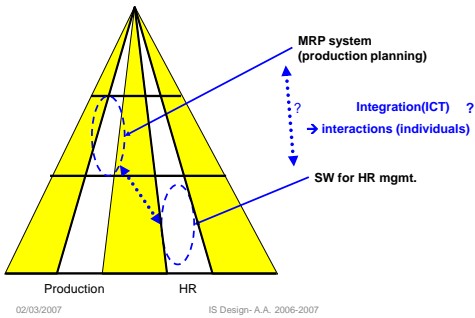 MRP system
(production planning)
? Integration(ICT) ?
→ interactions (individuals)
SW for HR mgmt.
Production HR
02/03/2007 IS Design- A.A. 2006-2007